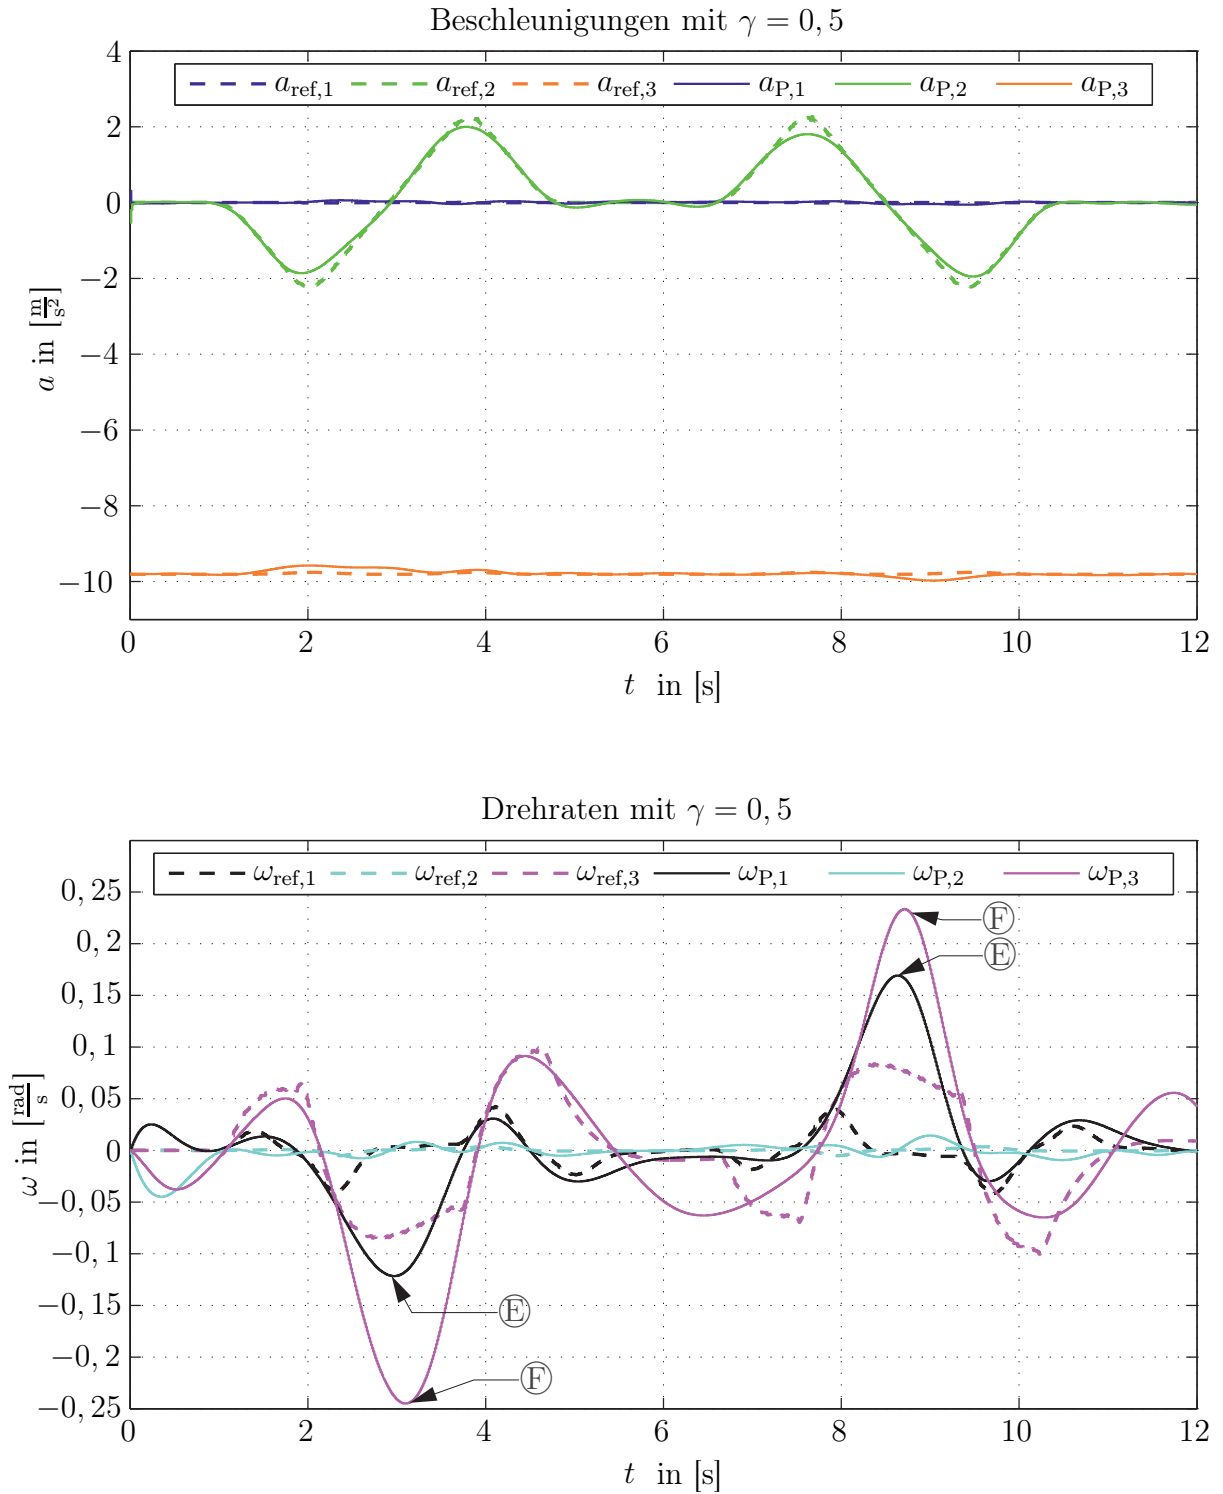 Beschleunigungen mit γ = 0, 5
4
a_ref,1 a_ref,2 a_ref,3 a_P,1 a_P,2 a_P,3
2
0
−2
−4
−6
−8
−10
a in [m/s²]
0 2 4 6 8 10 12
t in [s]
Drehraten mit γ = 0, 5
ω_ref,1 ω_ref,2 ω_ref,3 ω_P,1 ω_P,2 ω_P,3
0, 25
0, 2
0, 15
0, 1
0, 05
0
−0, 05
−0, 1
−0, 15
−0, 2
−0, 25
ω in [rad/s]
F
E
E
F
0 2 4 6 8 10 12
t in [s]